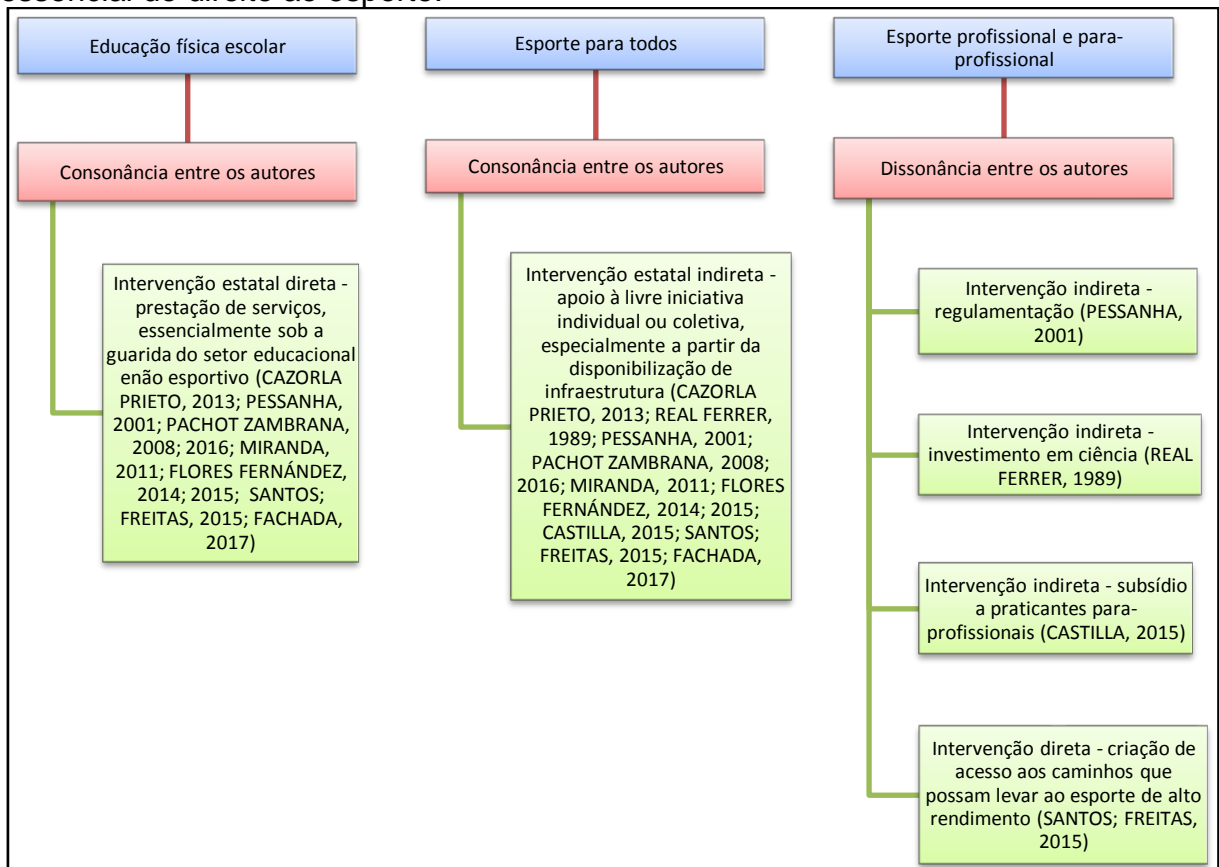 essencial do direito ao esporte.
Educação física escolar
Consonância entre os autores
Intervenção estatal direta -
prestação de serviços,
essencialmente sob a
guarida do setor educacional
enão esportivo (CAZORLA
PRIETO, 2013; PESSANHA,
2001; PACHOT ZAMBRANA,
2008; 2016; MIRANDA,
2011; FLORES FERNÁNDEZ,
2014; 2015; SANTOS;
FREITAS, 2015; FACHADA,
2017)
Esporte para todos
Consonância entre os autores
Intervenção estatal indireta -
apoio à livre iniciativa
individual ou coletiva,
especialmente a partir da
disponibilização de
infraestrutura (CAZORLA
PRIETO, 2013; REAL FERRER,
1989; PESSANHA, 2001;
PACHOT ZAMBRANA, 2008;
2016; MIRANDA, 2011; FLORES
FERNÁNDEZ, 2014; 2015;
CASTILLA, 2015; SANTOS;
FREITAS, 2015; FACHADA,
2017)
Esporte profissional e para-
profissional
Dissonância entre os autores
Intervenção indireta -
regulamentação (PESSANHA,
2001)
Intervenção indireta -
investimento em ciência (REAL
FERRER, 1989)
Intervenção indireta - subsídio
a praticantes para-
profissionais (CASTILLA, 2015)
Intervenção direta - criação de
acesso aos caminhos que
possam levar ao esporte de alto
rendimento (SANTOS; FREITAS,
2015)